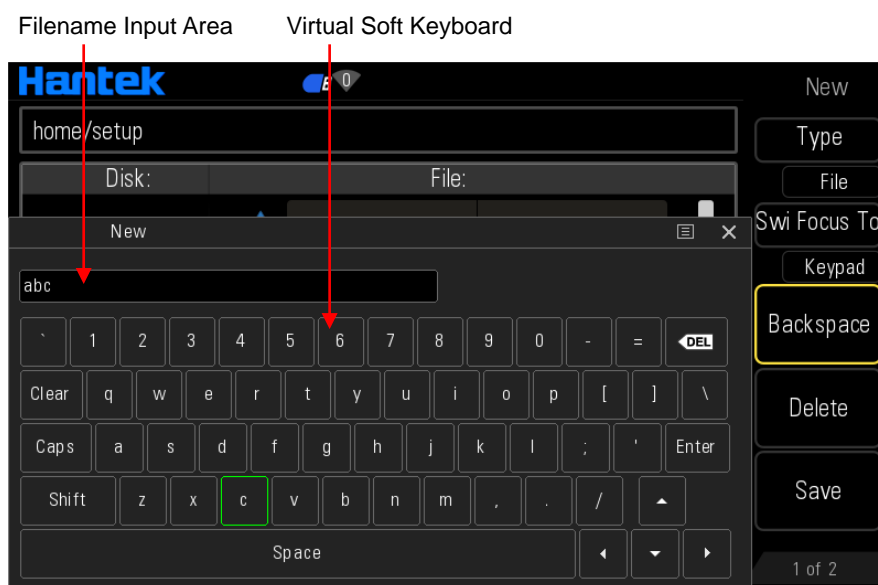 Filename Input Area Virtual Soft Keyboard
Hantek E 0 New
home/setup
Type
Disk: File:
File
New
Swi Focus To
Keypad
abc
` 1 2 3 4 5 6 7 8 9 0 - = DEL
Backspace
Clear q w e r t y u i o p [ ] \
Delete
Caps a s d f g h j k l ; ' Enter
Shift z x c v b n m , . /
Save
Space
1 of 2